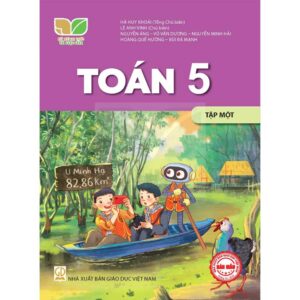 HÀ HUY KHOÁI (Tổng Chủ biên)
LÊ ANH VINH (Chủ biên)
NGUYỄN ÁNG – VŨ VĂN DƯƠNG – NGUYỄN MINH HẢI
HOÀNG QUẾ HƯỜNG – BÙI BÁ MẠNH
TOÁN 5
TẬP MỘT
U Minh Hạ
82,86 km²
NHÀ XUẤT BẢN GIÁO DỤC VIỆT NAM
BẢN MẪU